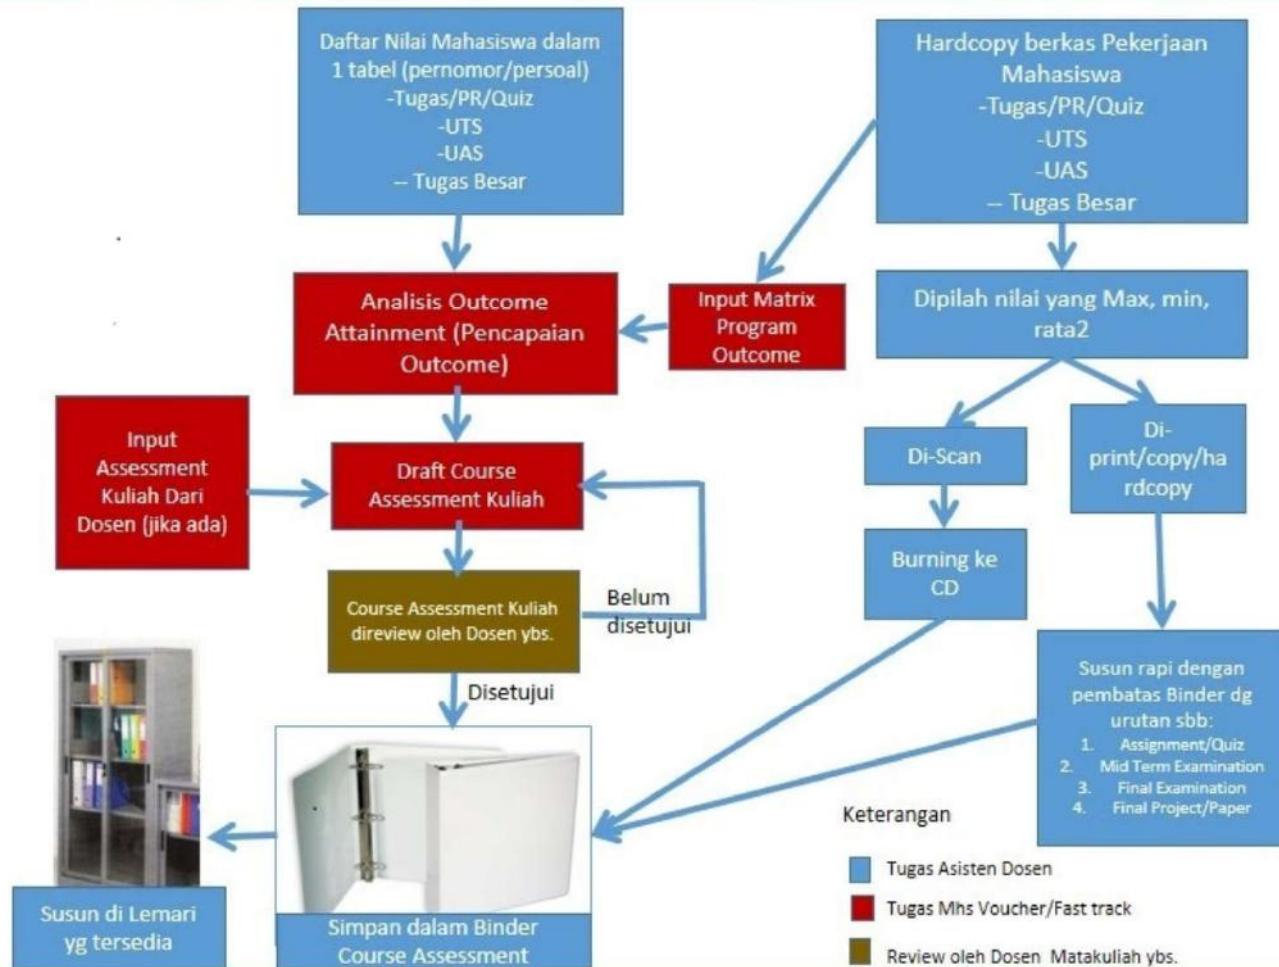 Daftar Nilai Mahasiswa dalam
1 tabel (pernomor/persoal)
-Tugas/PR/Quiz
-UTS
-UAS
-- Tugas Besar
Hardcopy berkas Pekerjaan
Mahasiswa
-Tugas/PR/Quiz
-UTS
-UAS
-- Tugas Besar
Analisis Outcome
Attainment (Pencapaian
Outcome)
Input Matrix
Program
Outcome
Dipilah nilai yang Max, min,
rata2
Input
Assessment
Kuliah Dari
Dosen (jika ada)
Draft Course
Assessment Kuliah
Di-Scan
Di-
print/copy/ha
rdcopy
Burning ke
CD
Course Assessment Kuliah
direview oleh Dosen ybs.
Belum
disetujui
Disetujui
Susun rapi dengan
pembatas Binder dg
urutan sbb:
1. Assignment/Quiz
2. Mid Term Examination
3. Final Examination
4. Final Project/Paper
Susun di Lemari
yg tersedia
Simpan dalam Binder
Course Assessment
Keterangan
Tugas Asisten Dosen
Tugas Mhs Voucher/Fast track
Review oleh Dosen Matakuliah ybs.